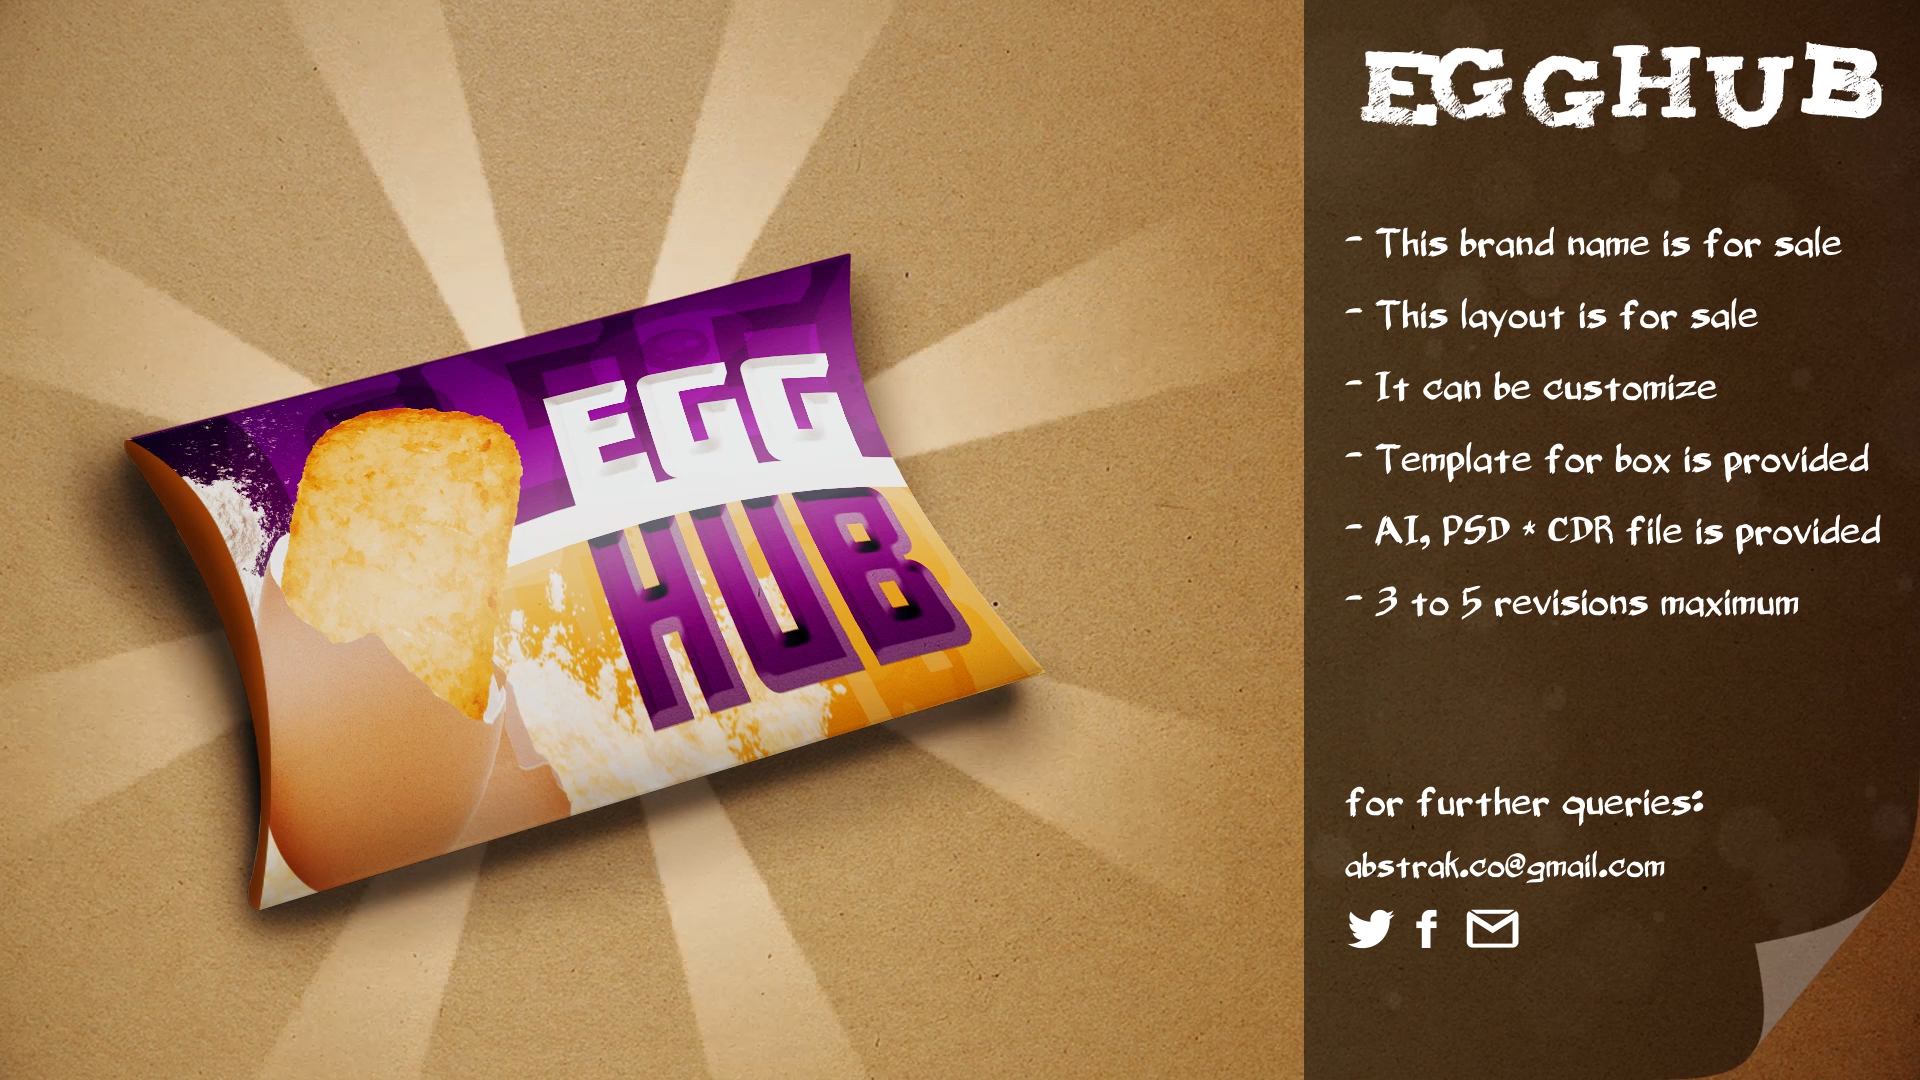 EGG
HUB
EGGHUB
- This brand name is for sale
- This layout is for sale
- It can be customize
- Template for box is provided
- AI, PSD * CDR file is provided
- 3 to 5 revisions maximum
for further queries:
abstrak.co@gmail.com